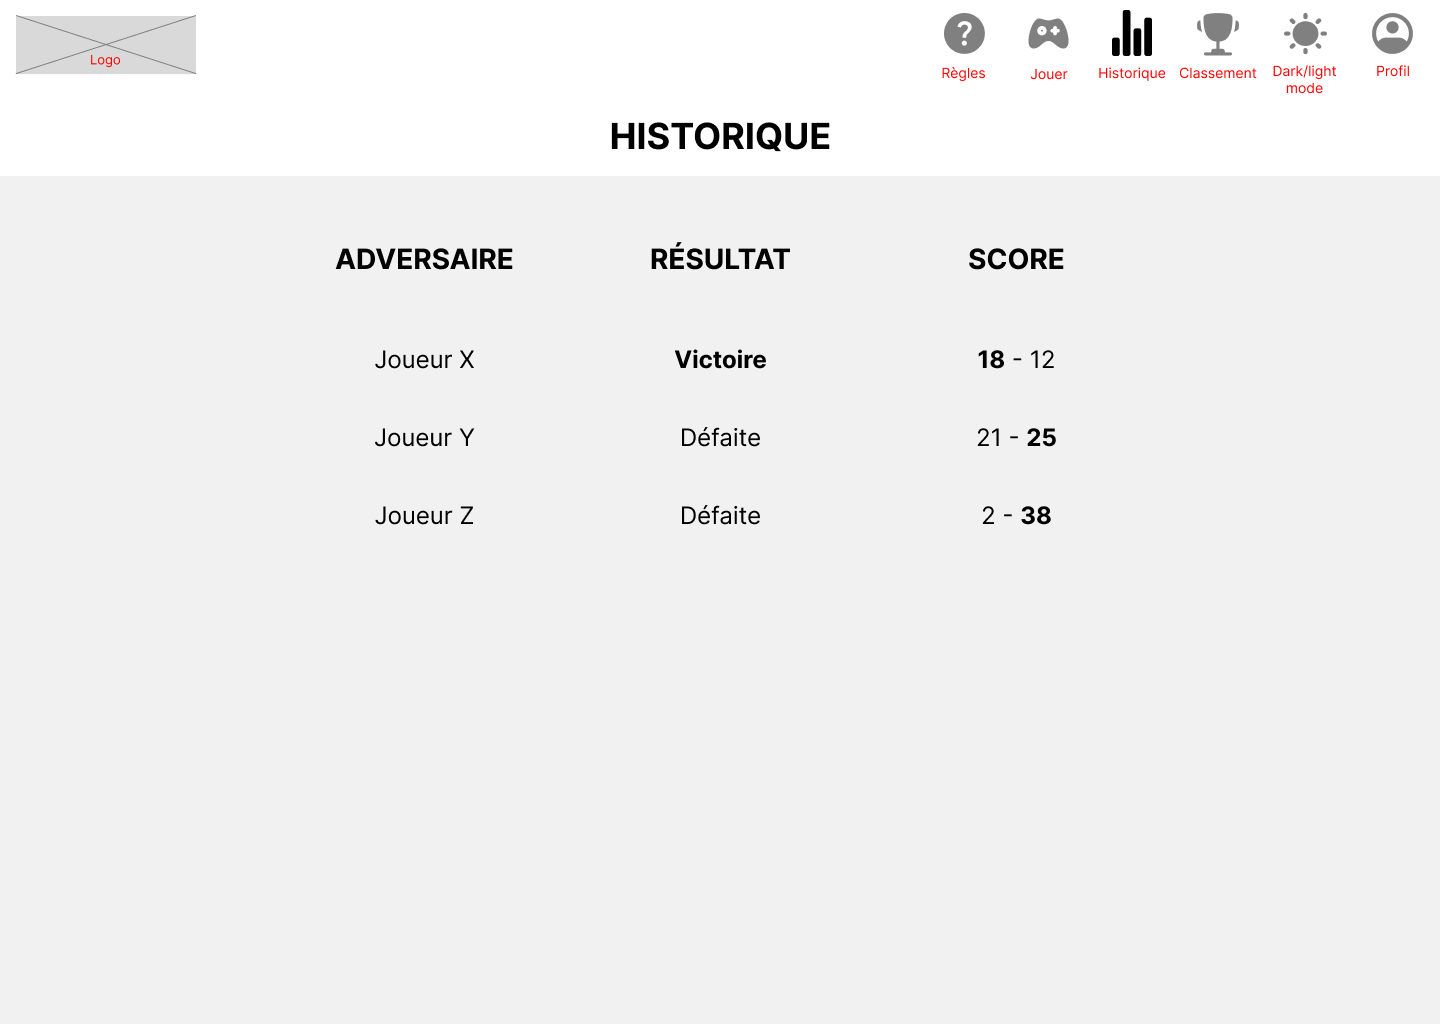 Logo
Règles
Jouer
Historique
Classement
Dark/light
mode
Profil
HISTORIQUE
ADVERSAIRE RÉSULTAT SCORE
Joueur X Victoire 18 - 12
Joueur Y Défaite 21 - 25
Joueur Z Défaite 2 - 38